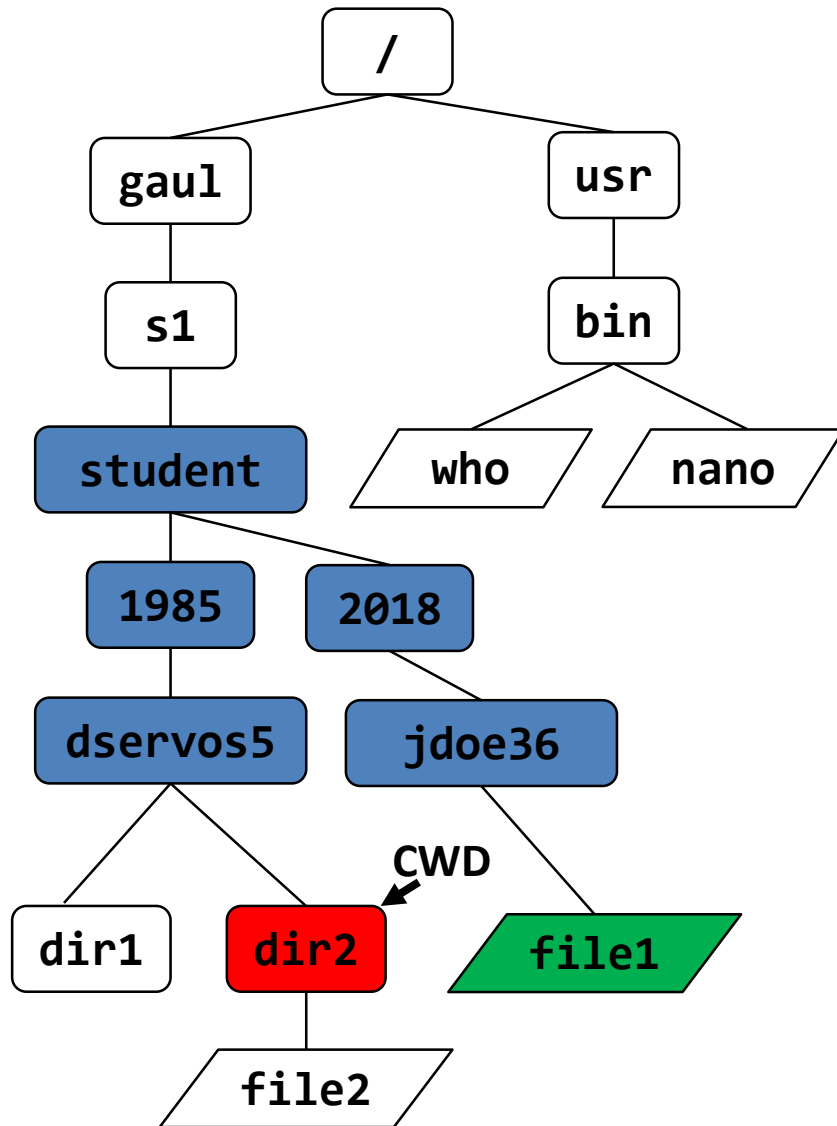 /
gaul
usr
s1
bin
student
who
nano
1985
2018
dservos5
jdoe36
CWD
dir1
dir2
file1
file2